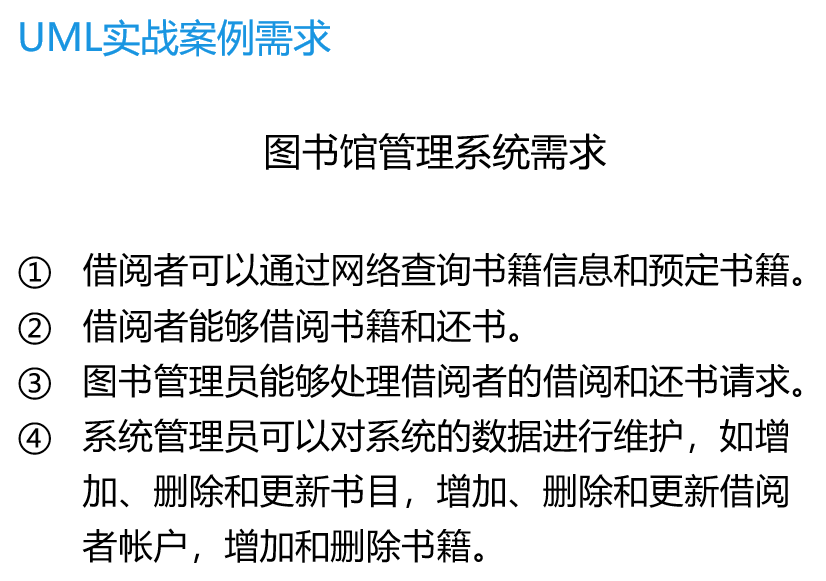 UML实战案例需求
图书馆管理系统需求
① 借阅者可以通过网络查询书籍信息和预定书籍。
② 借阅者能够借阅书籍和还书。
③ 图书管理员能够处理借阅者的借阅和还书请求。
④ 系统管理员可以对系统的数据进行维护，如增
加、删除和更新书目，增加、删除和更新借阅
者帐户，增加和删除书籍。